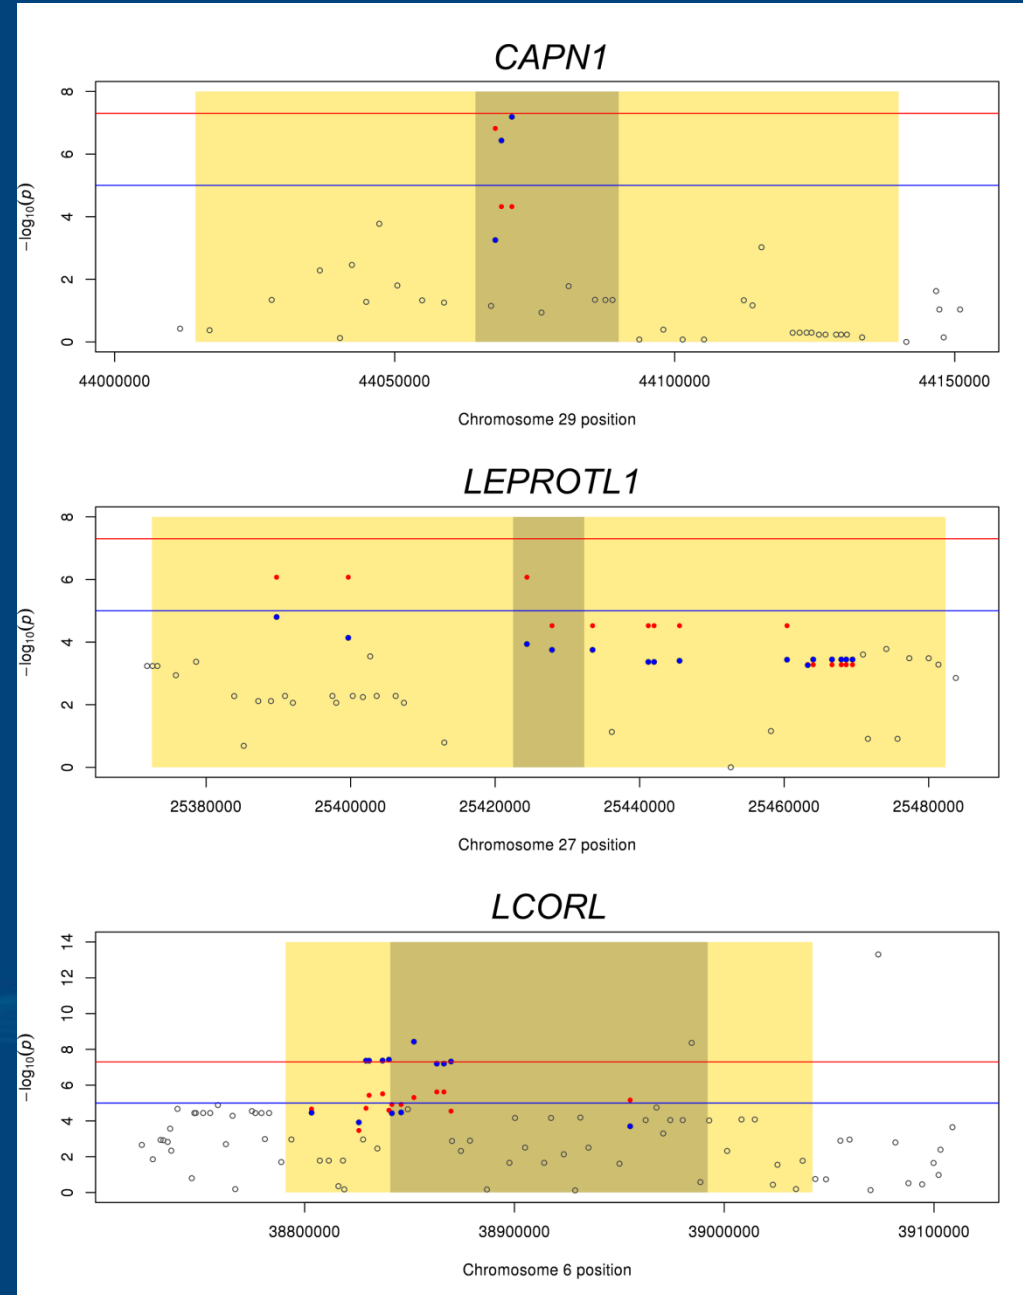 CAPN1
8
6
4
2
0
−log10(p)
44000000 44050000 44100000 44150000
Chromosome 29 position
LEPROTL1
8
6
4
2
0
−log10(p)
25380000 25400000 25420000 25440000 25460000 25480000
Chromosome 27 position
LCORL
14
12
10
8
6
4
2
0
−log10(p)
38800000 38900000 39000000 39100000
Chromosome 6 position